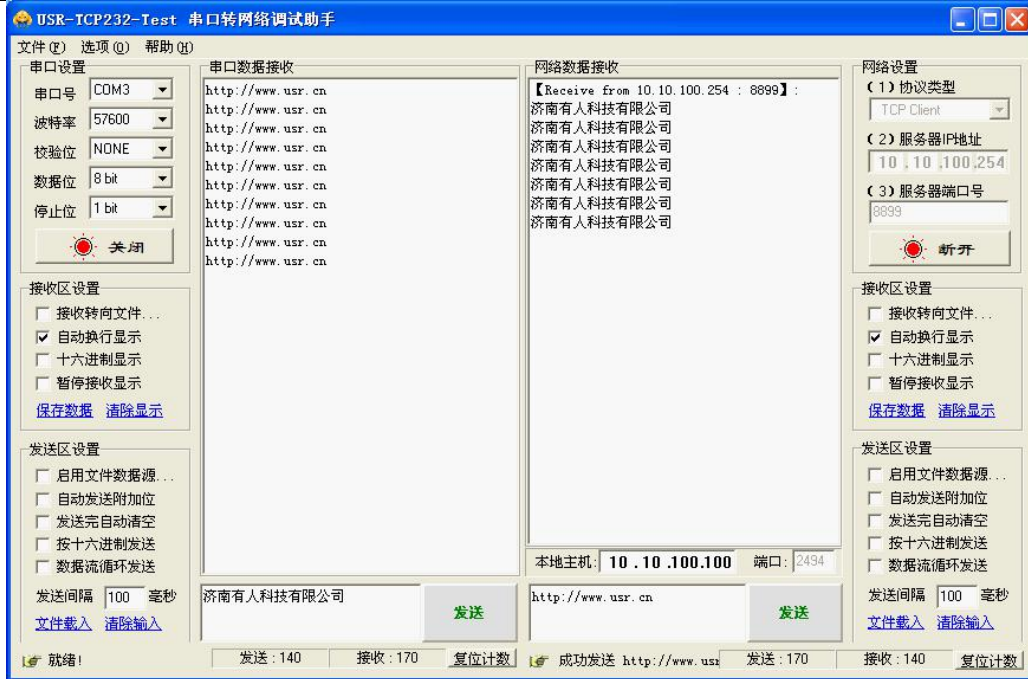 USR-TCP232-Test 串口转网络调试助手
文件(F) 选项(O) 帮助(H)
串口设置
串口号 COM3
波特率 57600
校验位 NONE
数据位 8 bit
停止位 1 bit
关闭
接收区设置
接收转向文件...
自动换行显示
十六进制显示
暂停接收显示
保存数据 清除显示
发送区设置
启用文件数据源...
自动发送附加位
发送完自动清空
按十六进制发送
数据流循环发送
发送间隔 100 毫秒
文件载入 清除输入
串口数据接收
http://www.usr.cn
http://www.usr.cn
http://www.usr.cn
http://www.usr.cn
http://www.usr.cn
http://www.usr.cn
http://www.usr.cn
http://www.usr.cn
http://www.usr.cn
http://www.usr.cn
济南有人科技有限公司
发送
网络数据接收
【Receive from 10.10.100.254 : 8899】:
济南有人科技有限公司
济南有人科技有限公司
济南有人科技有限公司
济南有人科技有限公司
济南有人科技有限公司
济南有人科技有限公司
济南有人科技有限公司
本地主机: 10 .10 .100.100 端口: 2494
http://www.usr.cn
发送
网络设置
(1)协议类型
TCP Client
(2)服务器IP地址
10 .10 .100.254
(3)服务器端口号
8899
断开
接收区设置
接收转向文件...
自动换行显示
十六进制显示
暂停接收显示
保存数据 清除显示
发送区设置
启用文件数据源...
自动发送附加位
发送完自动清空
按十六进制发送
数据流循环发送
发送间隔 100 毫秒
文件载入 清除输入
就绪! 发送:140 接收:170 复位计数
成功发送 http://www.us 发送:170 接收:140 复位计数